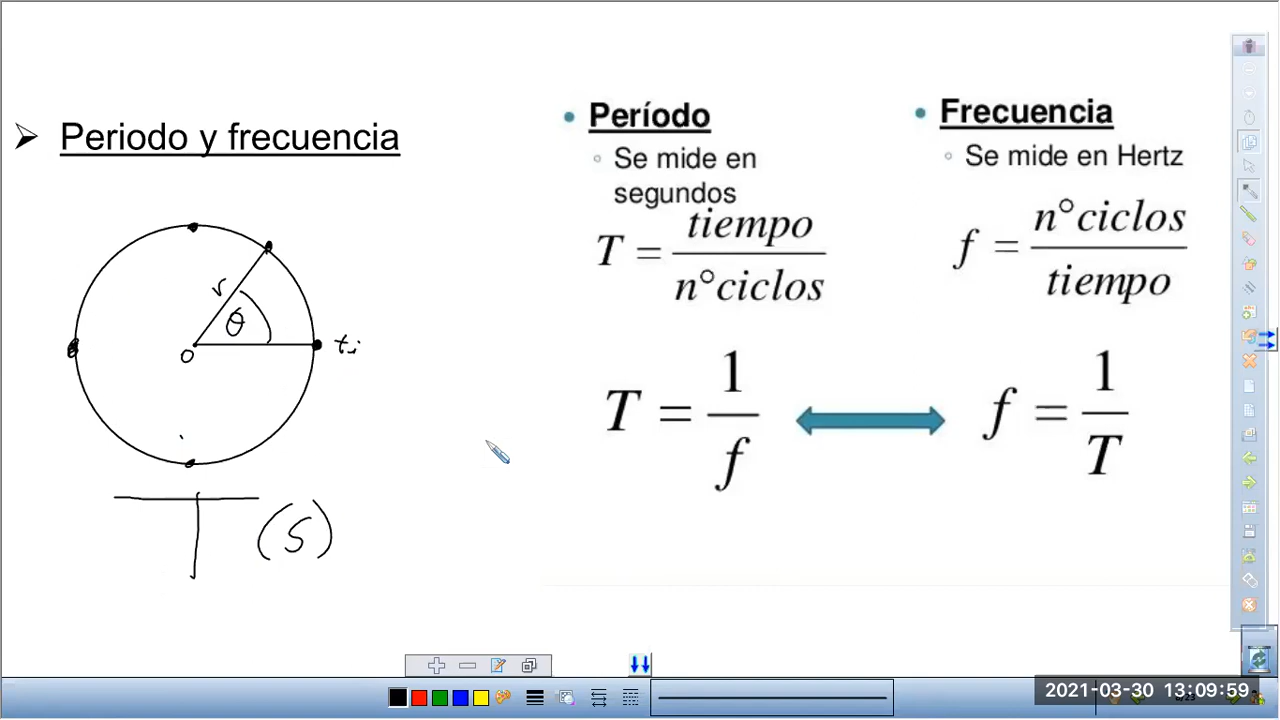 ➢ Periodo y frecuencia
r
θ
O
ti
T (s)
• Período
◦ Se mide en
segundos
T = tiempo / n°ciclos
T = 1 / f
• Frecuencia
◦ Se mide en Hertz
f = n°ciclos / tiempo
f = 1 / T
2021-03-30 13:09:59